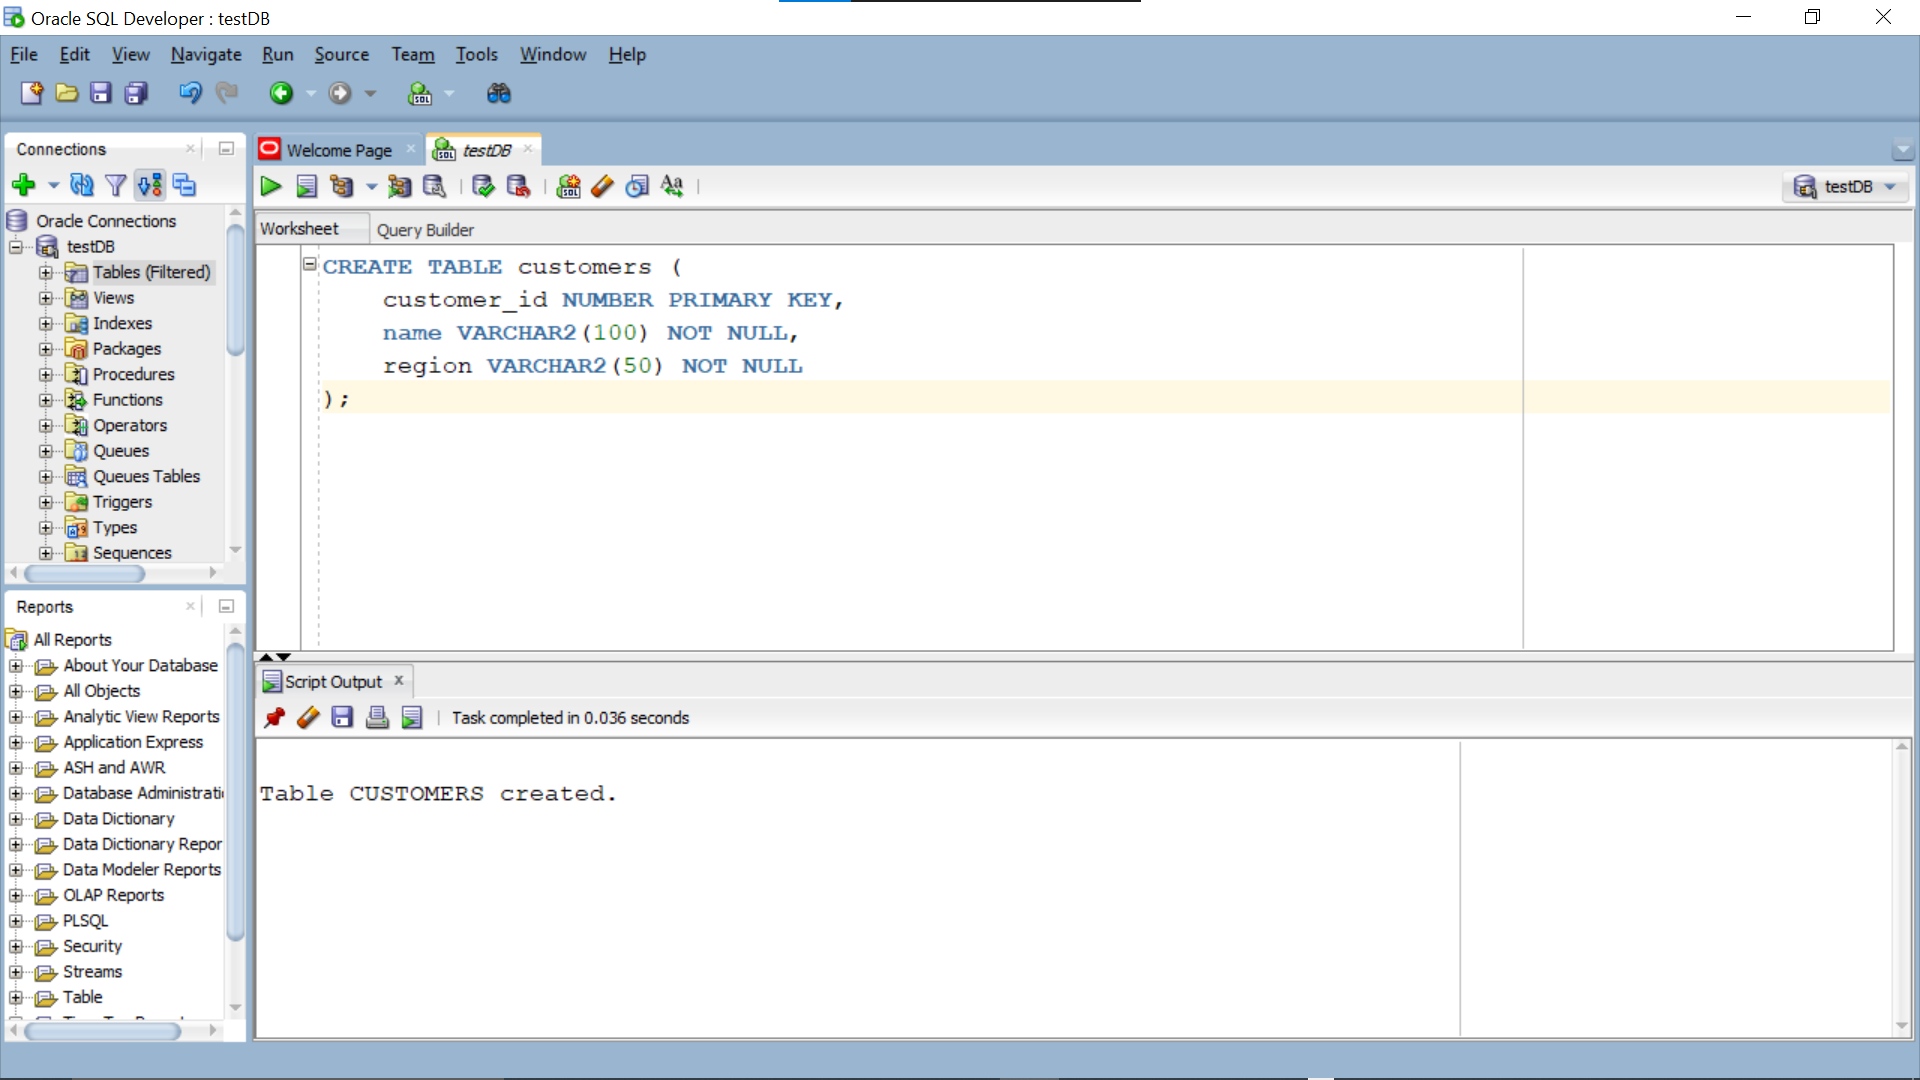 Oracle SQL Developer : testDB
File Edit View Navigate Run Source Team Tools Window Help
Connections
Oracle Connections
testDB
Tables (Filtered)
Views
Indexes
Packages
Procedures
Functions
Operators
Queues
Queues Tables
Triggers
Types
Sequences
Reports
All Reports
About Your Database
All Objects
Analytic View Reports
Application Express
ASH and AWR
Database Administrati
Data Dictionary
Data Dictionary Repor
Data Modeler Reports
OLAP Reports
PLSQL
Security
Streams
Table
Welcome Page
testDB
testDB
Worksheet
Query Builder
CREATE TABLE customers (
customer_id NUMBER PRIMARY KEY,
name VARCHAR2(100) NOT NULL,
region VARCHAR2(50) NOT NULL
);
Script Output
Task completed in 0.036 seconds
Table CUSTOMERS created.